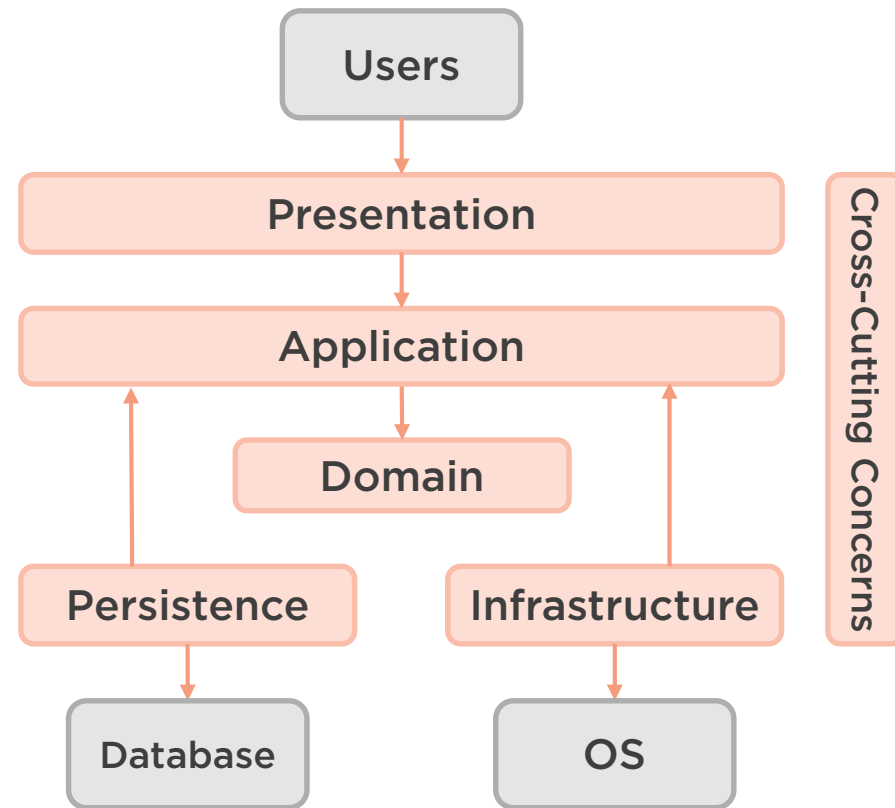 Users
Presentation
Application
Domain
Persistence
Infrastructure
Database
OS
Cross-Cutting Concerns